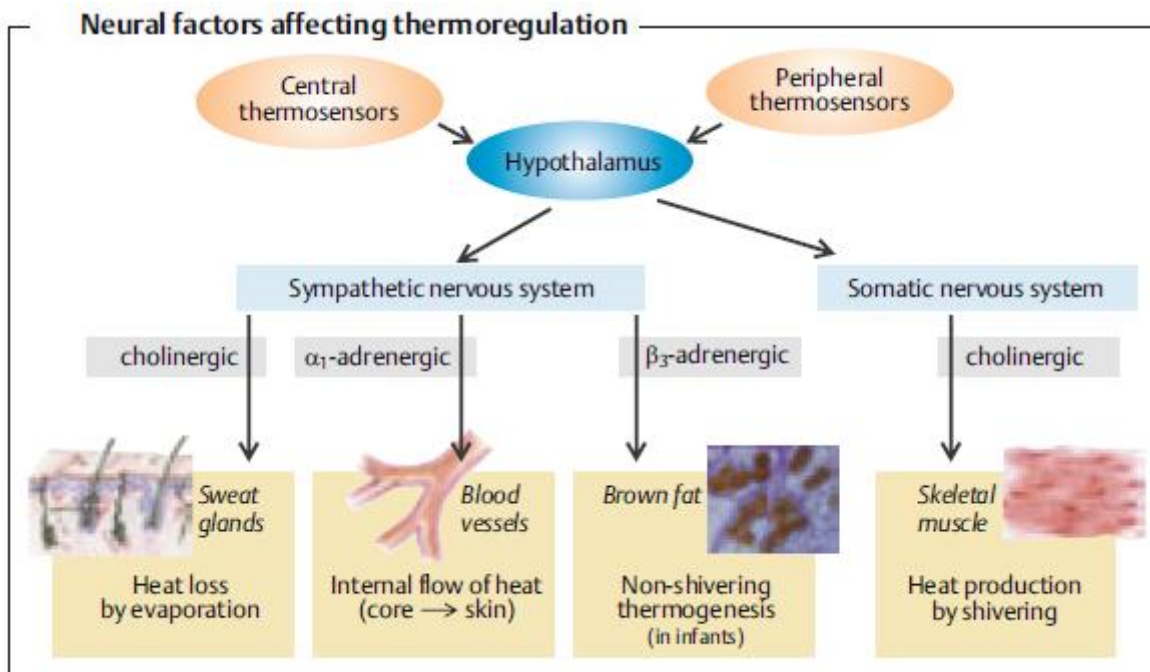 Neural factors affecting thermoregulation
Central
thermosensors
Peripheral
thermosensors
Hypothalamus
Sympathetic nervous system
Somatic nervous system
cholinergic
α₁-adrenergic
β₃-adrenergic
cholinergic
Sweat
glands
Heat loss
by evaporation
Blood
vessels
Internal flow of heat
(core → skin)
Brown fat
Non-shivering
thermogenesis
(in infants)
Skeletal
muscle
Heat production
by shivering